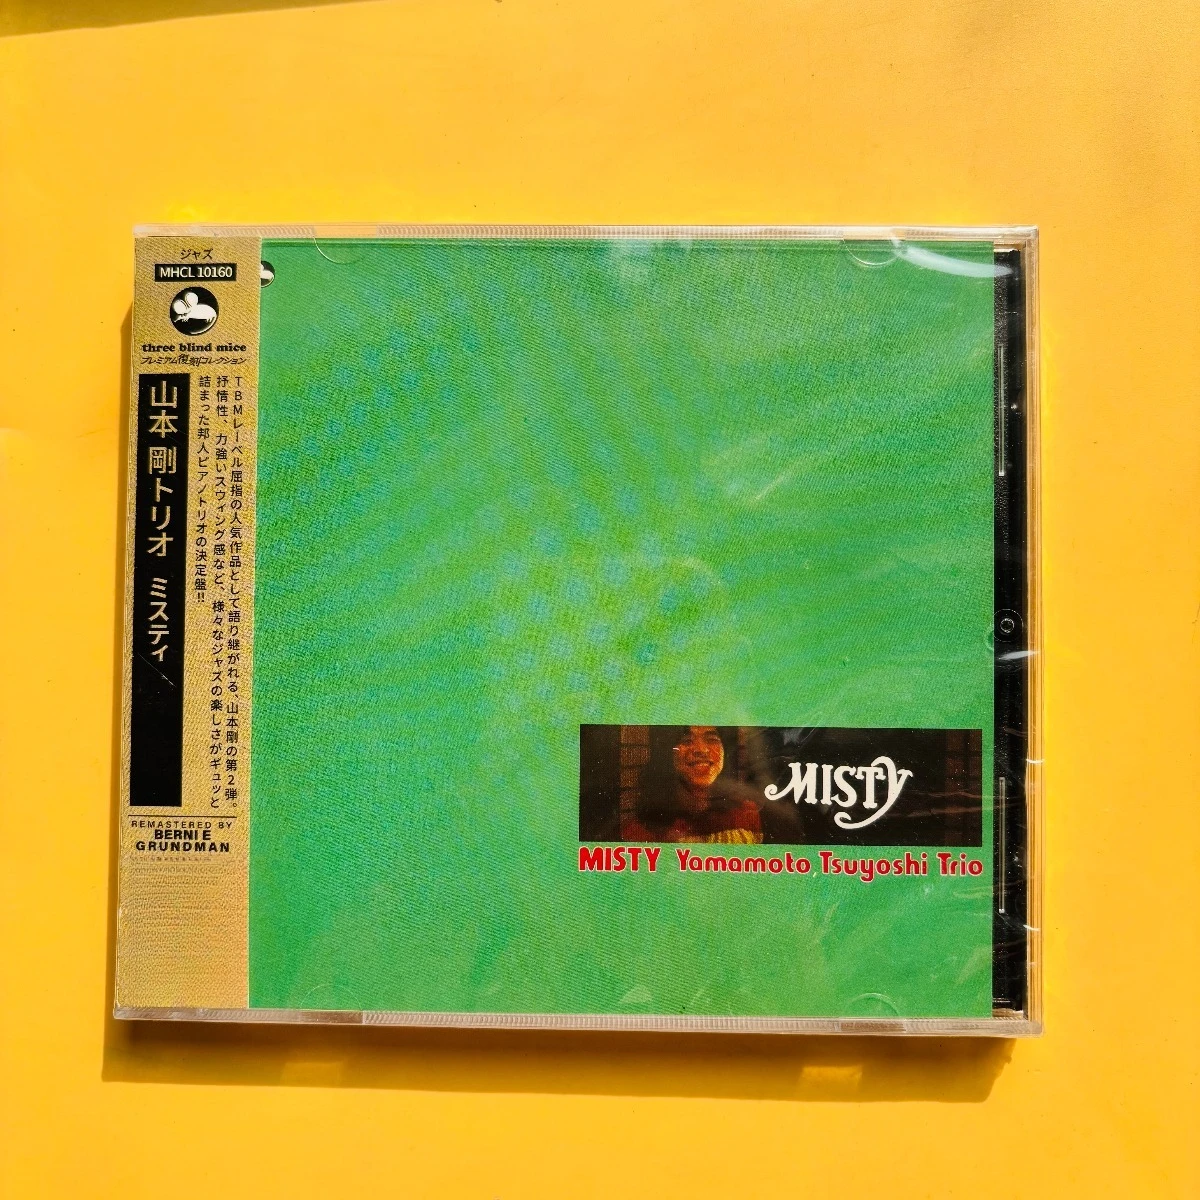 ジャズ
MHCL 10160
three blind mice
プレミアム復刻コレクション
TBMレーベル屈指の人気作品として語り継がれる、山本剛の第2弾。
抒情性、力強いスウィング感など、様々なジャズの楽しさがギュッと
詰まった邦人ピアノトリオの決定盤!!
山本 剛トリオ ミスティ
REMASTERED BY
BERNIE
GRUNDMAN
MISTY
MISTY Yamamoto, Tsuyoshi Trio